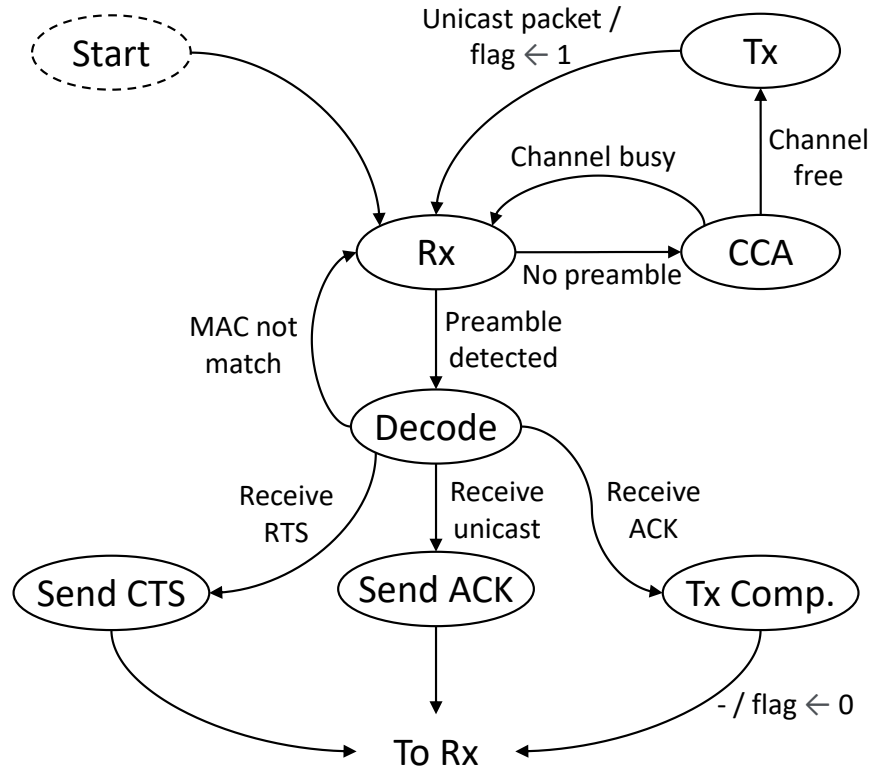 Start
Unicast packet /
flag ← 1
Tx
Channel busy
Channel
free
Rx
No preamble
CCA
MAC not
match
Preamble
detected
Decode
Receive
RTS
Receive
unicast
Receive
ACK
Send CTS
Send ACK
Tx Comp.
- / flag ← 0
To Rx